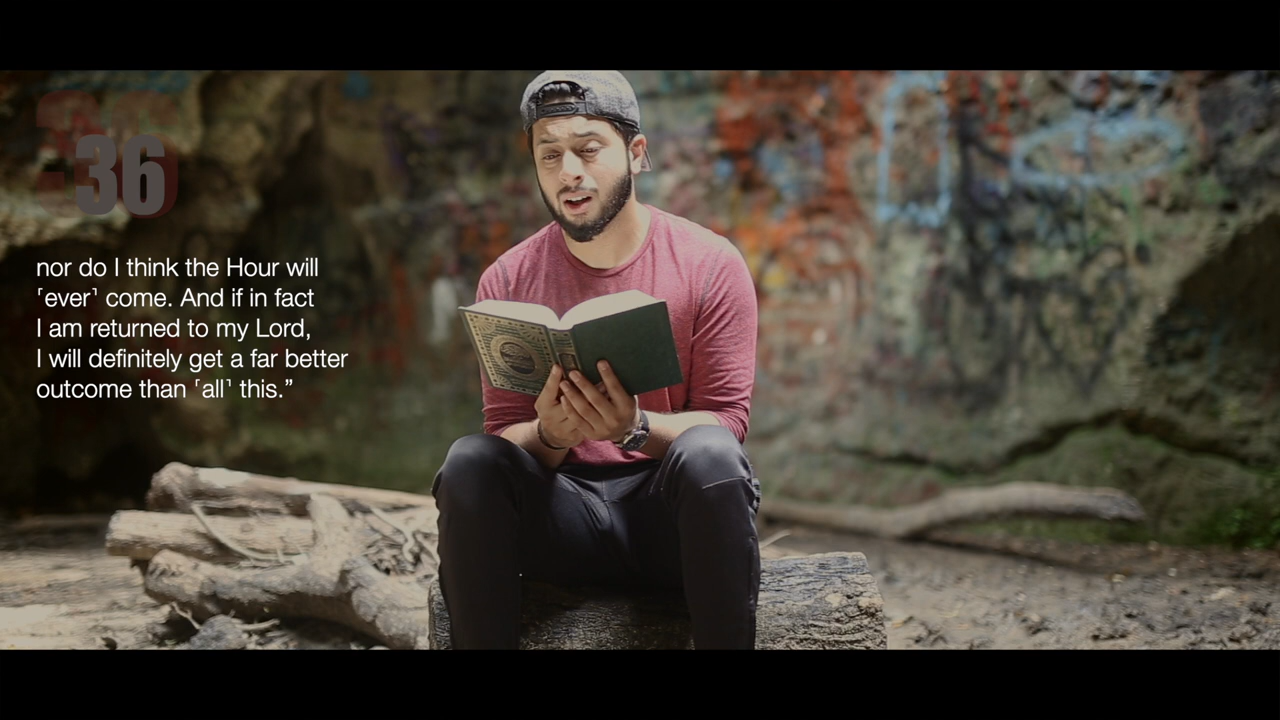 36
nor do I think the Hour will
⸢ever⸣ come. And if in fact
I am returned to my Lord,
I will definitely get a far better
outcome than ⸢all⸣ this.”